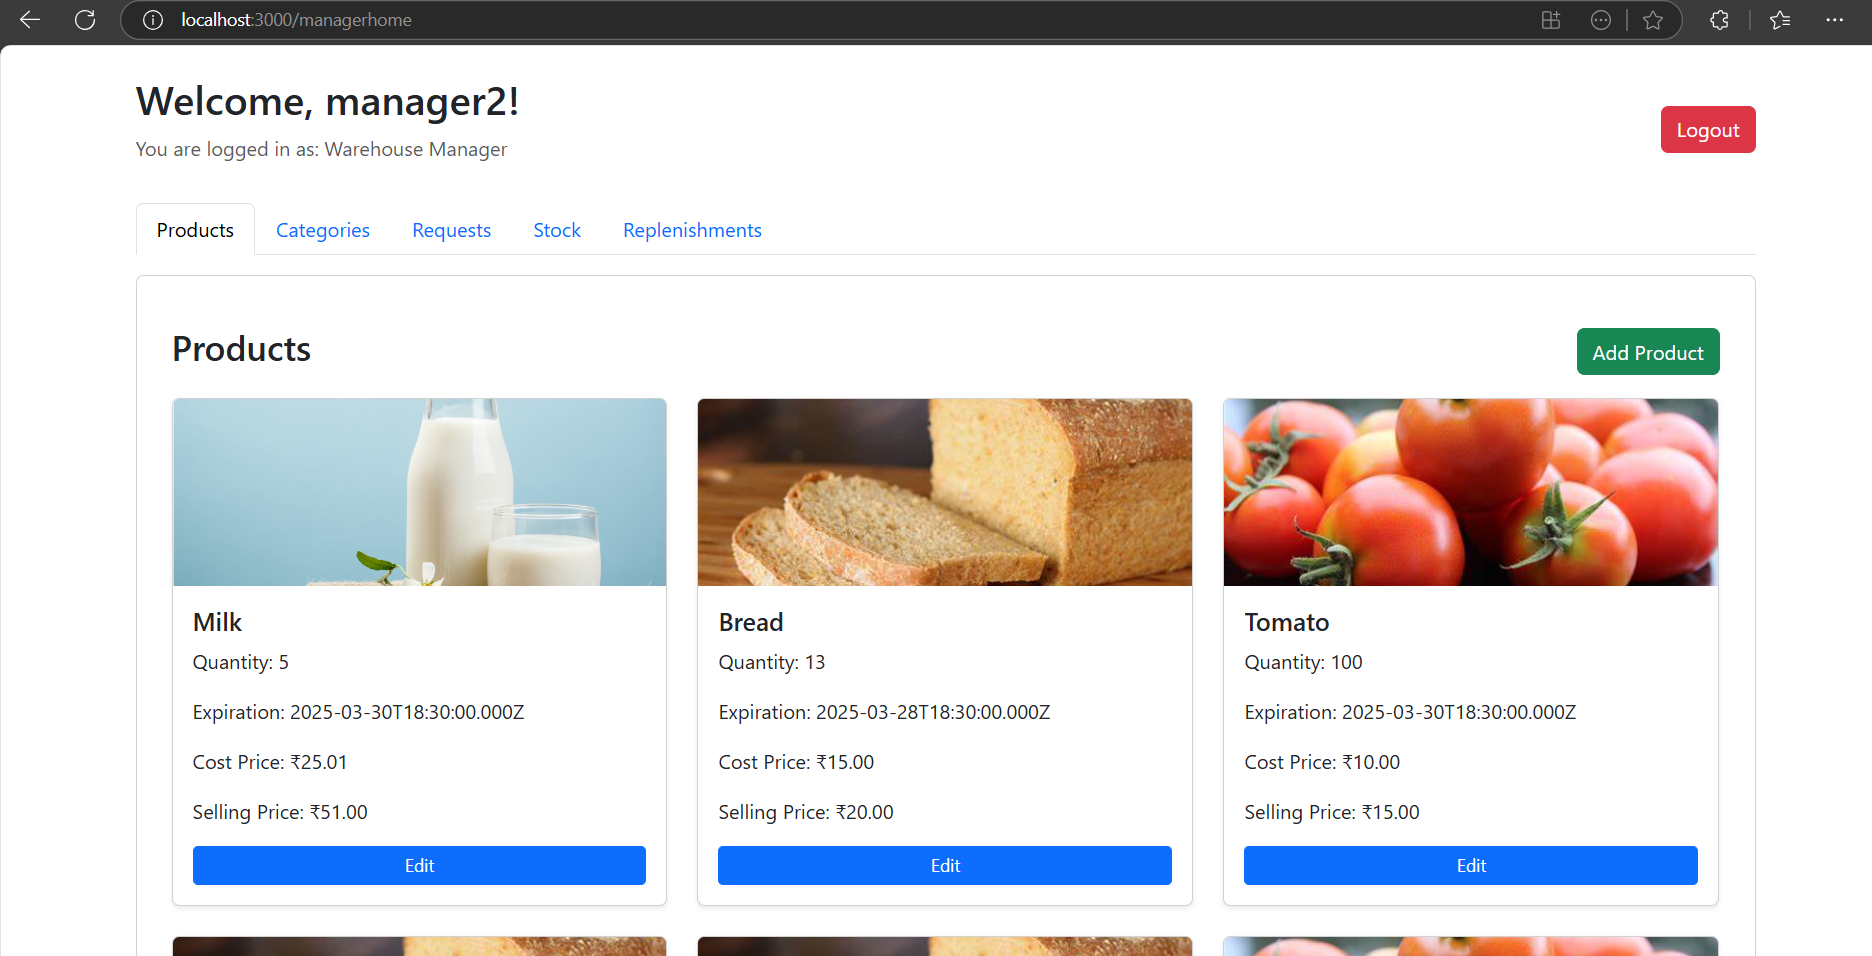 localhost:3000/managerhome
Welcome, manager2!
You are logged in as: Warehouse Manager
Logout
Products
Categories
Requests
Stock
Replenishments
Products
Add Product
Milk
Quantity: 5
Expiration: 2025-03-30T18:30:00.000Z
Cost Price: ₹25.01
Selling Price: ₹51.00
Edit
Bread
Quantity: 13
Expiration: 2025-03-28T18:30:00.000Z
Cost Price: ₹15.00
Selling Price: ₹20.00
Edit
Tomato
Quantity: 100
Expiration: 2025-03-30T18:30:00.000Z
Cost Price: ₹10.00
Selling Price: ₹15.00
Edit